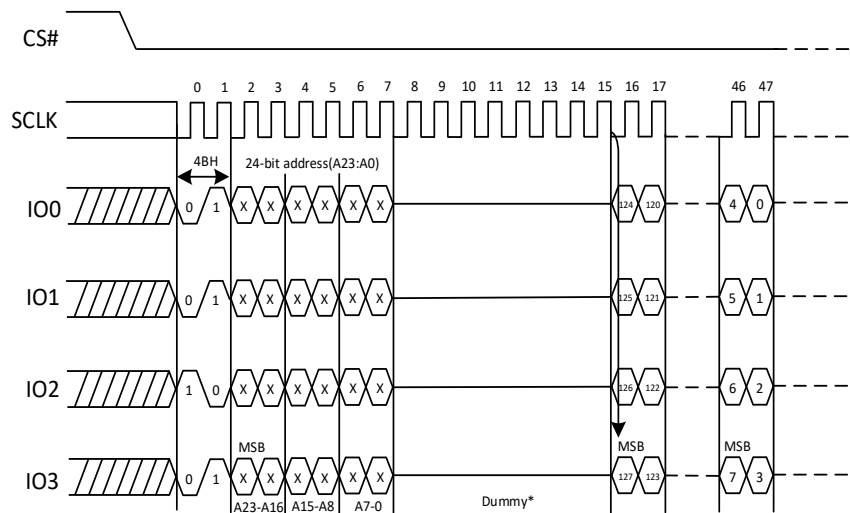 CS#
0 1 2 3 4 5 6 7 8 9 10 11 12 13 14 15 16 17 46 47
SCLK
4BH 24-bit address(A23:A0)
IO0 0 1 X X X X X X 124 120 4 0
IO1 0 1 X X X X X X 125 121 5 1
IO2 1 0 X X X X X X 126 122 6 2
MSB MSB MSB
IO3 0 1 X X X X X X 127 123 7 3
A23-A16 A15-A8 A7-0 Dummy*